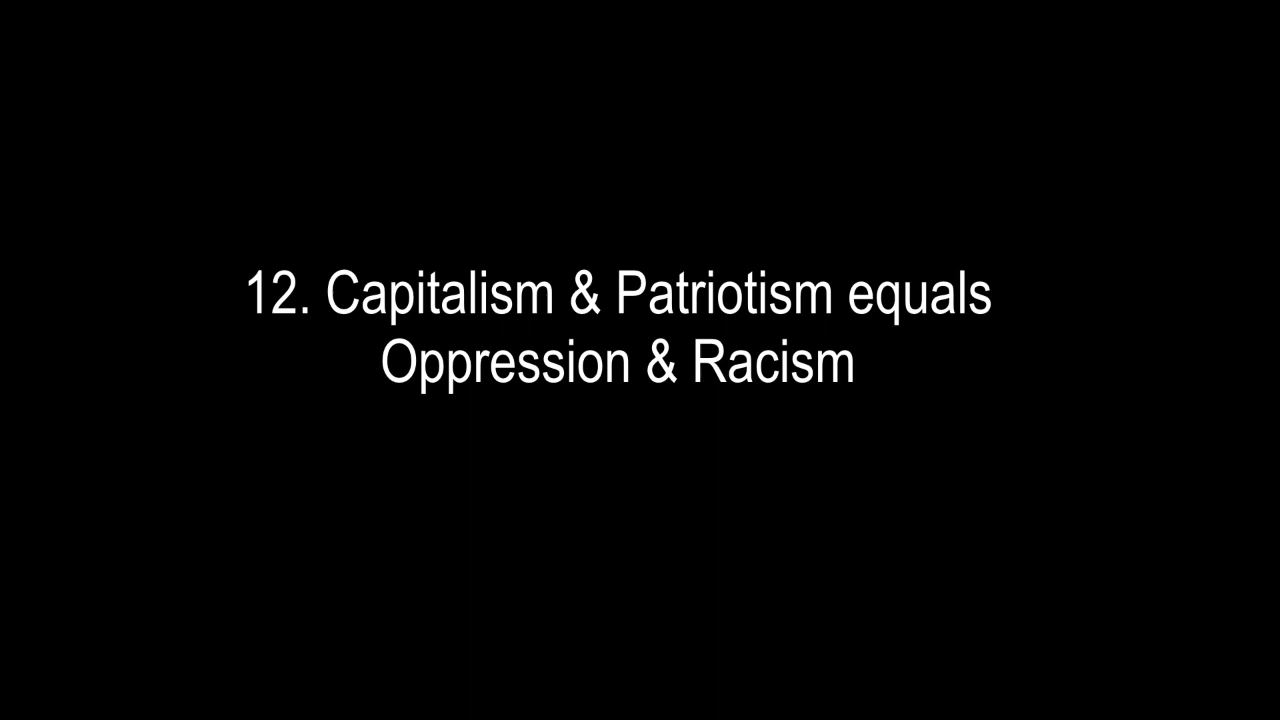 12. Capitalism & Patriotism equals
Oppression & Racism